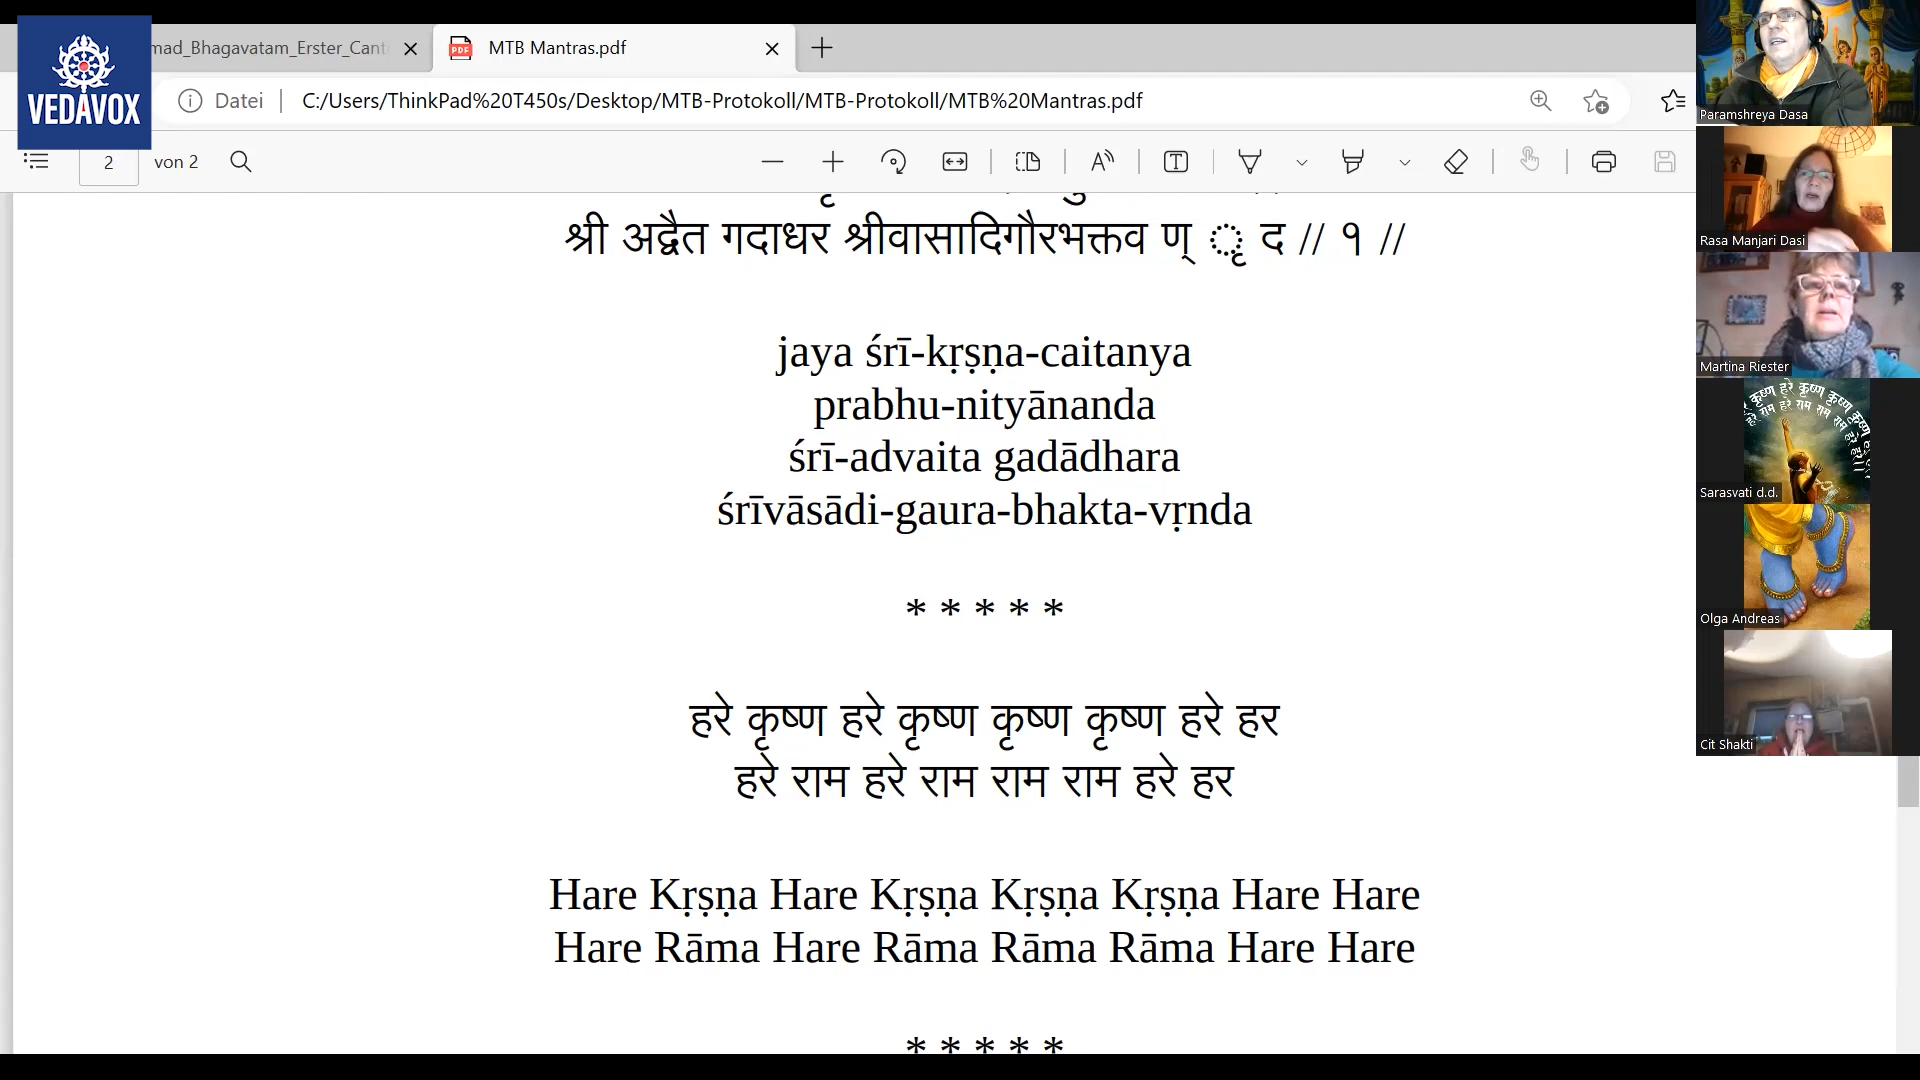 mad_Bhagavatam_Erster_Cant
MTB Mantras.pdf
VEDAVOX
Datei
C:/Users/ThinkPad%20T450s/Desktop/MTB-Protokoll/MTB-Protokoll/MTB%20Mantras.pdf
2 von 2
श्री अद्वैत गदाधर श्रीवासादिगौरभक्तव ण् ृ द // १ //
jaya śrī-kṛṣṇa-caitanya
prabhu-nityānanda
śrī-advaita gadādhara
śrīvāsādi-gaura-bhakta-vṛnda
* * * * *
हरे कृष्ण हरे कृष्ण कृष्ण कृष्ण हरे हर
हरे राम हरे राम राम राम हरे हर
Hare Kṛṣṇa Hare Kṛṣṇa Kṛṣṇa Kṛṣṇa Hare Hare
Hare Rāma Hare Rāma Rāma Rāma Hare Hare
* * * * *
Paramshreya Dasa
Rasa Manjari Dasi
Martina Riester
Sarasvati d.d.
Olga Andreas
Cit Shakti